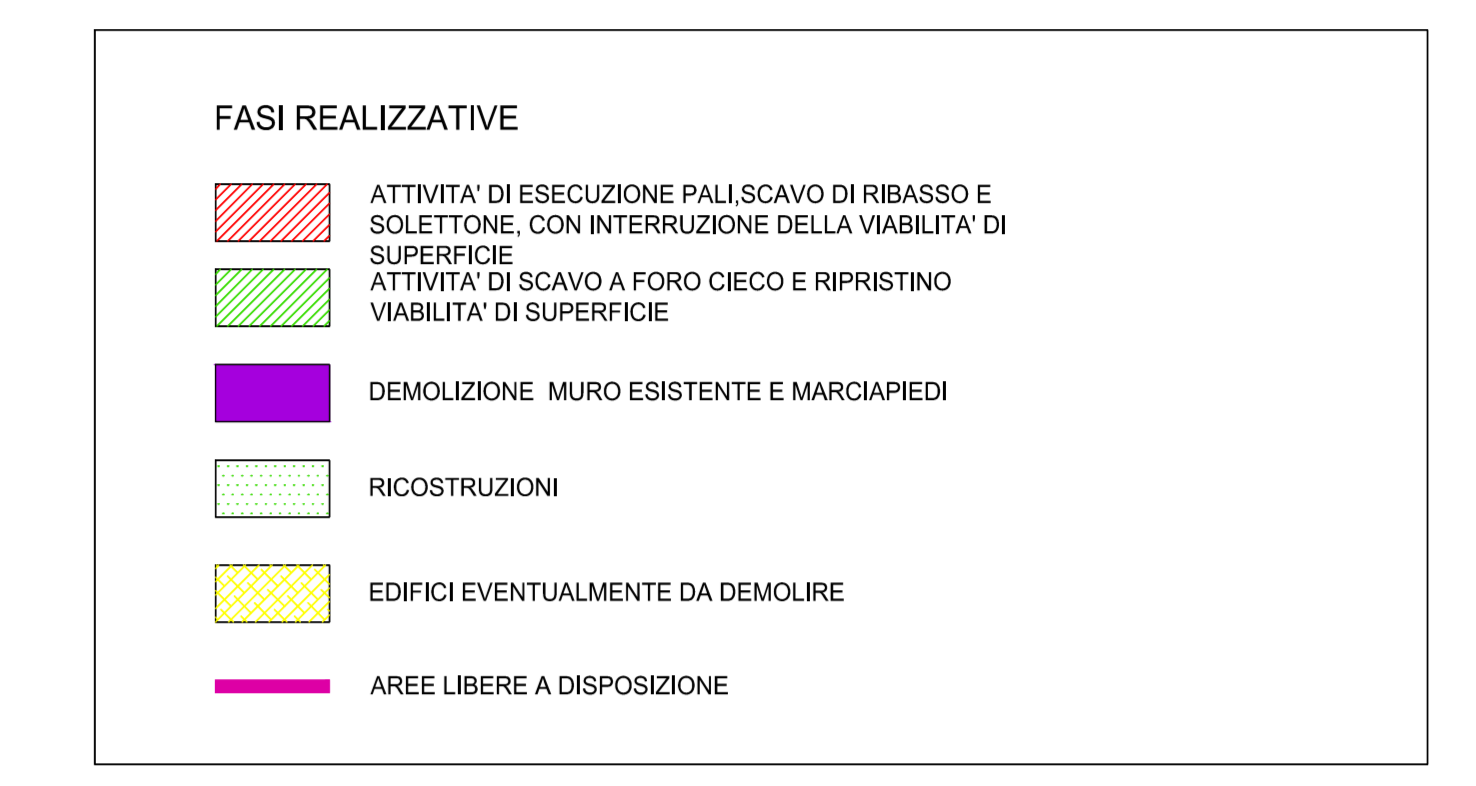 FASI REALIZZATIVE
ATTIVITA' DI ESECUZIONE PALI,SCAVO DI RIBASSO E
SOLETTONE, CON INTERRUZIONE DELLA VIABILITA' DI
SUPERFICIE
ATTIVITA' DI SCAVO A FORO CIECO E RIPRISTINO
VIABILITA' DI SUPERFICIE
DEMOLIZIONE MURO ESISTENTE E MARCIAPIEDI
RICOSTRUZIONI
EDIFICI EVENTUALMENTE DA DEMOLIRE
AREE LIBERE A DISPOSIZIONE